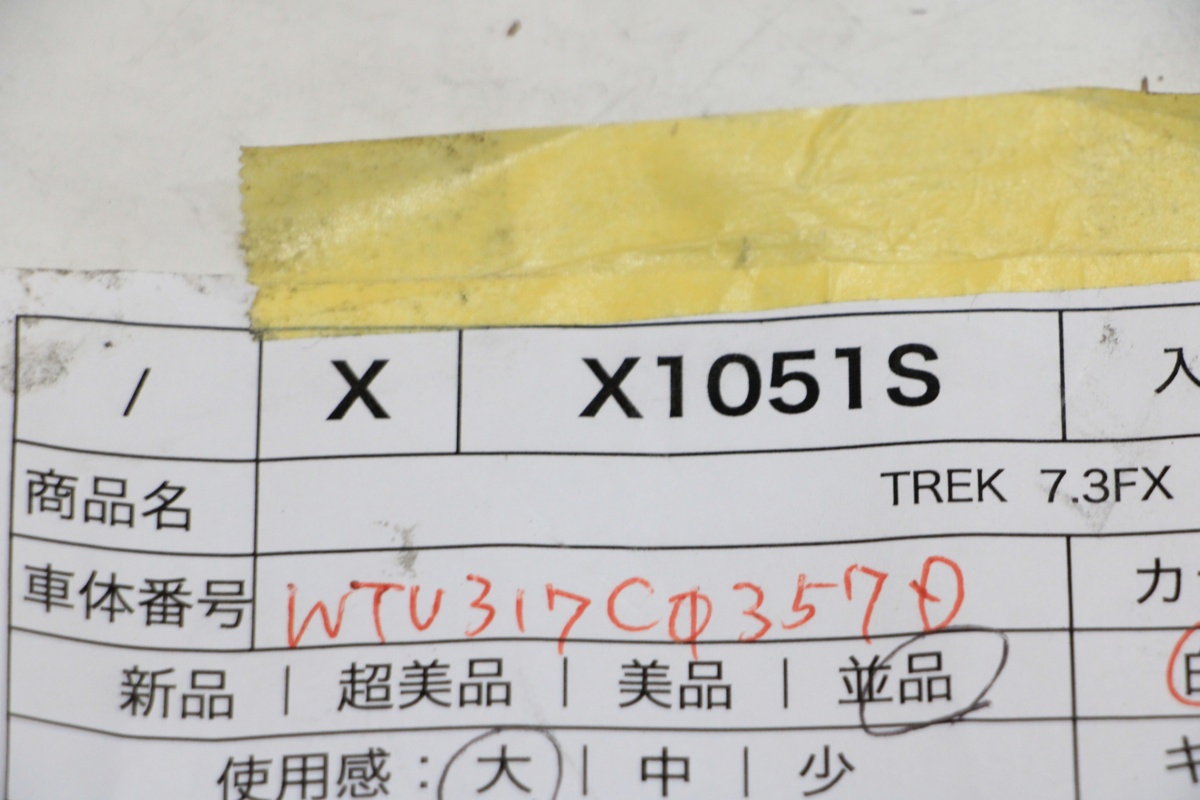 / X X1051S 入
商品名 TREK 7.3FX
車体番号 WTU317C0357D カ
新品 | 超美品 | 美品 | 並品
使用感： 大 | 中 | 少 キ